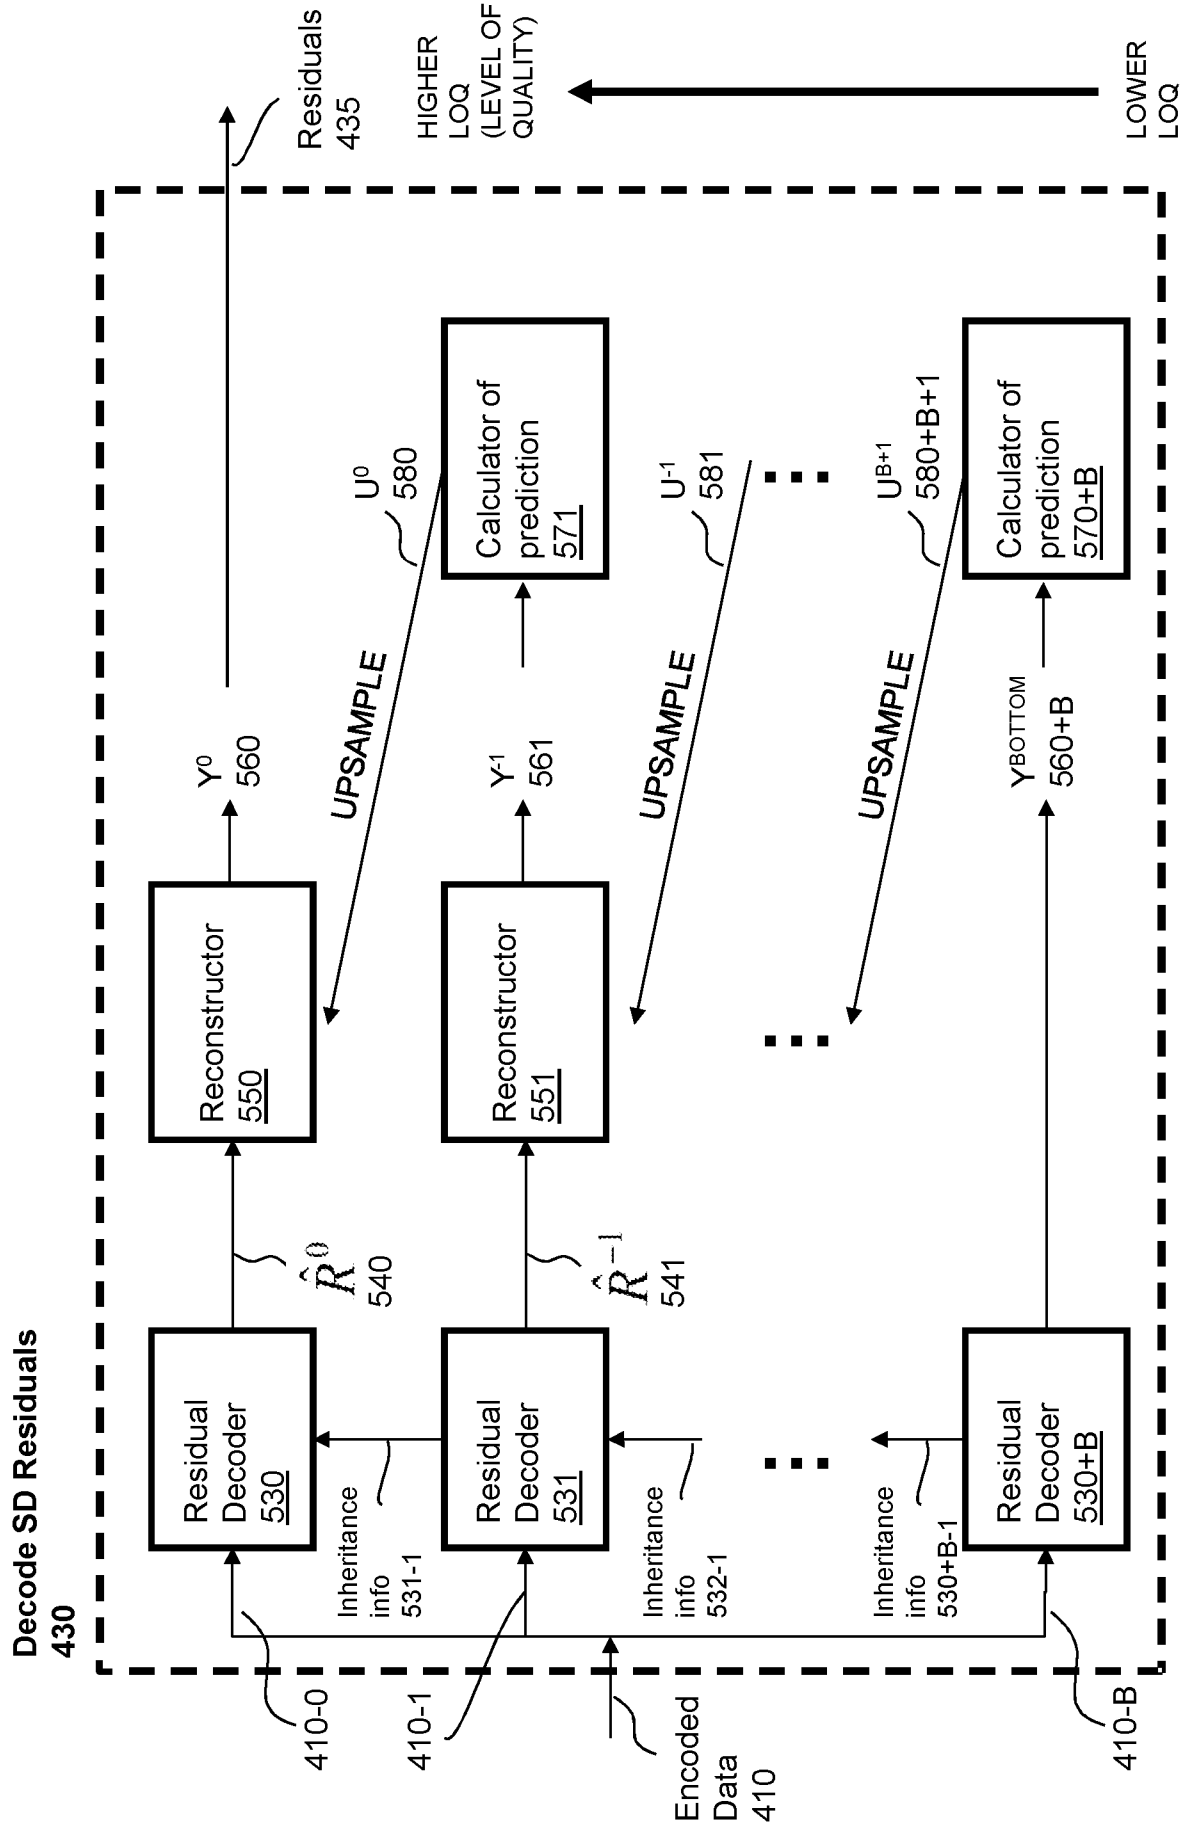 Decode SD Residuals
430
410-0
410-1
Encoded
Data
410
410-B
Residual
Decoder
530
Inheritance
info
531-1
Residual
Decoder
531
Inheritance
info
532-1
Inheritance
info
530+B-1
Residual
Decoder
530+B
R̂⁰
540
R̂⁻¹
541
Reconstructor
550
Reconstructor
551
Y⁰
560
Y⁻¹
561
Yᴮᴼᵀᵀᴼᴹ
560+B
UPSAMPLE
UPSAMPLE
UPSAMPLE
U⁰
580
U⁻¹
581
Uᴮ⁺¹
580+B+1
Calculator of
prediction
571
Calculator of
prediction
570+B
Residuals
435
HIGHER
LOQ
(LEVEL OF
QUALITY)
LOWER
LOQ